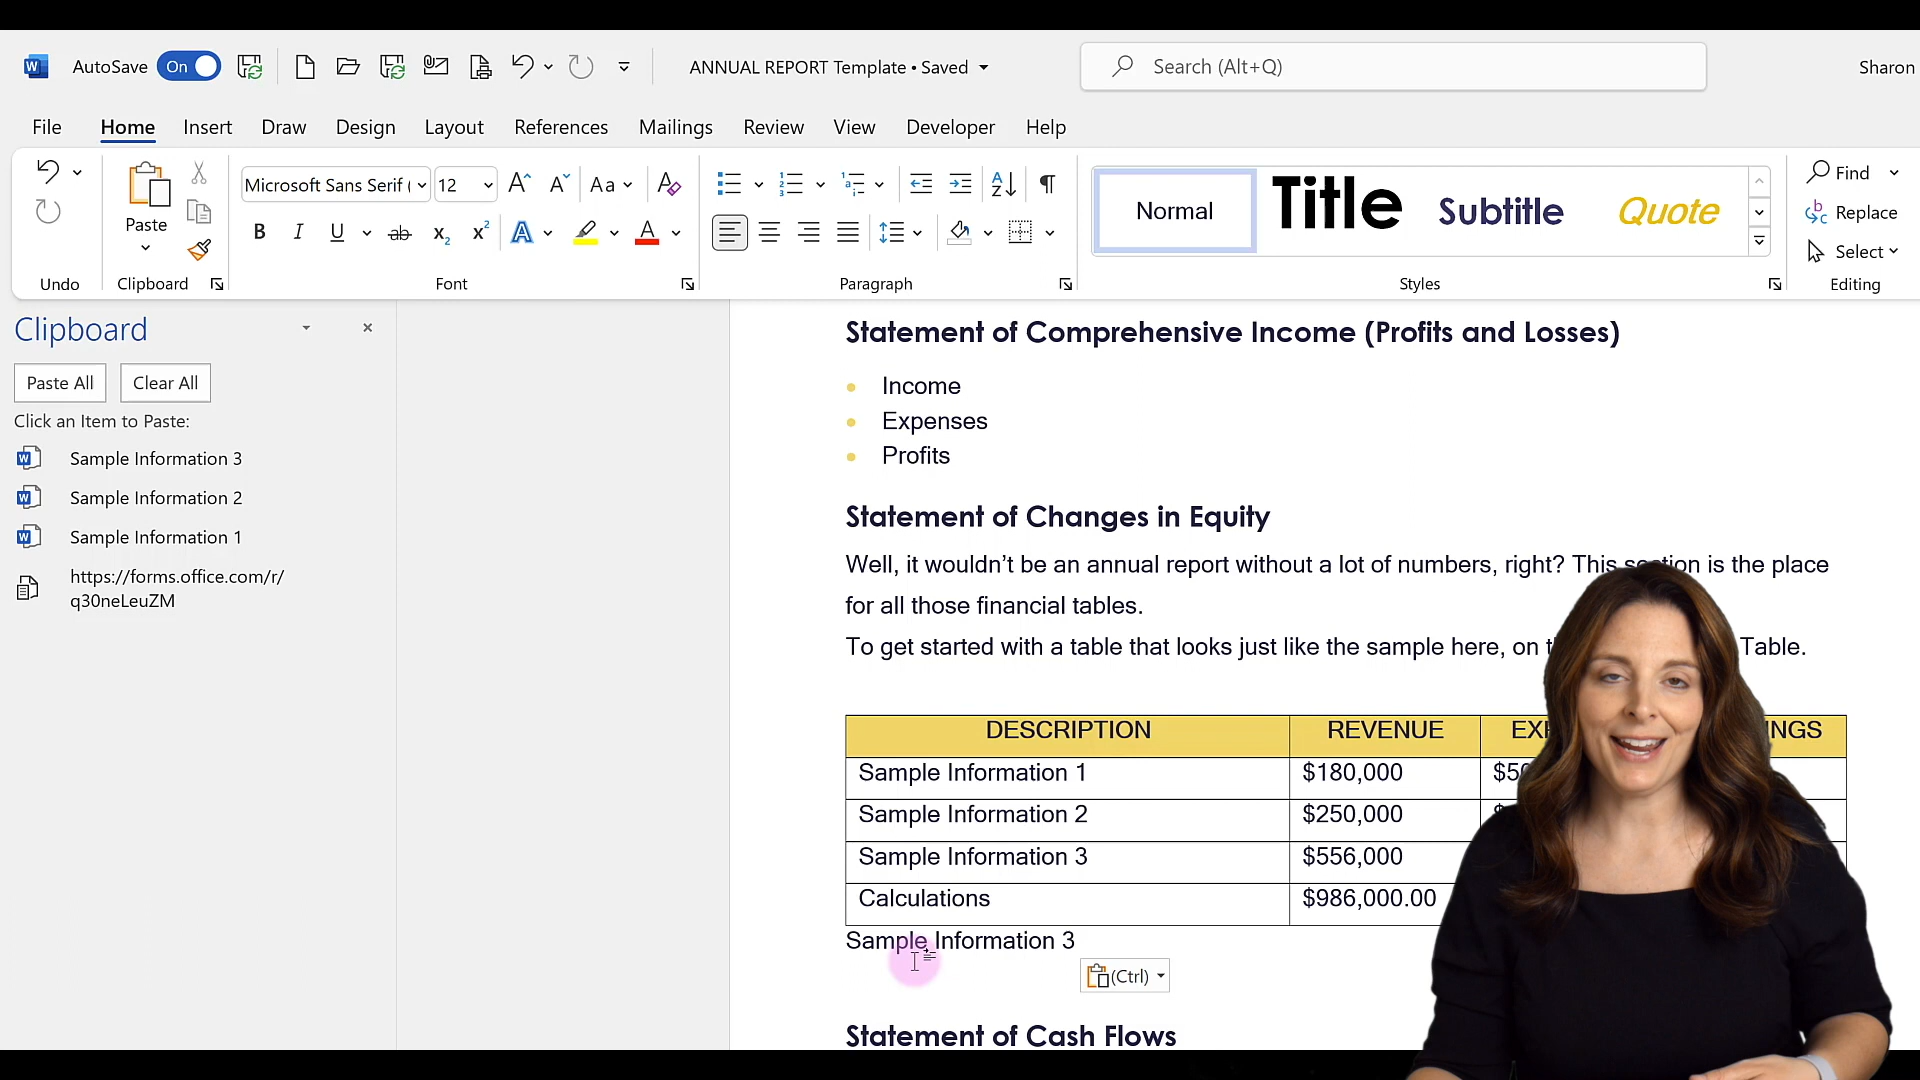 AutoSave On ANNUAL REPORT Template • Saved Search (Alt+Q) Sharon
File Home Insert Draw Design Layout References Mailings Review View Developer Help
Microsoft Sans Serif ( 12 Aa Normal Title Subtitle Quote Find
Paste Replace
Select
Undo Clipboard Font Paragraph Styles Editing
Clipboard
Paste All Clear All
Click an Item to Paste:
Sample Information 3
Sample Information 2
Sample Information 1
https://forms.office.com/r/
q30neLeuZM
Statement of Comprehensive Income (Profits and Losses)
• Income
• Expenses
• Profits
Statement of Changes in Equity
Well, it wouldn’t be an annual report without a lot of numbers, right? This section is the place
for all those financial tables.
To get started with a table that looks just like the sample here, on Table.
DESCRIPTION REVENUE
Sample Information 1 $180,000
Sample Information 2 $250,000
Sample Information 3 $556,000
Calculations $986,000.00
Sample Information 3
(Ctrl)
Statement of Cash Flows